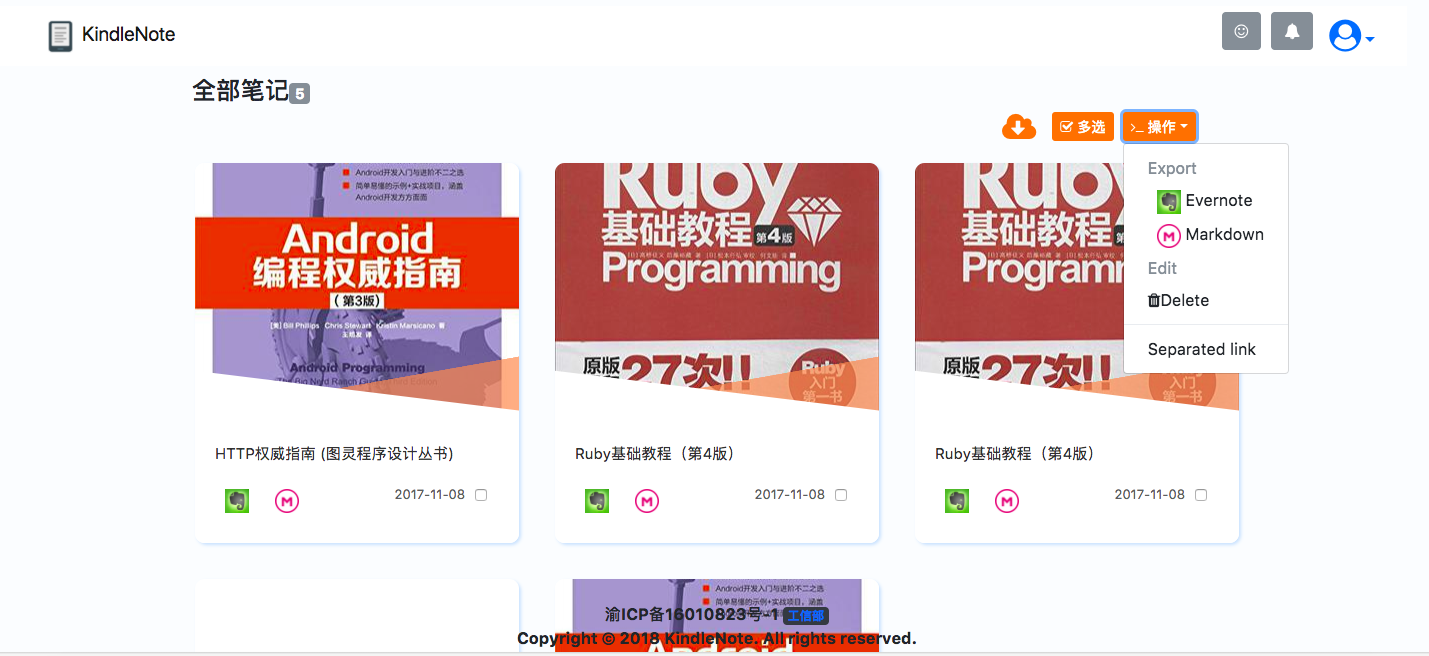 KindleNote
全部笔记 5
多选
>_ 操作
Export
Evernote
Markdown
Edit
Delete
Separated link
Android开发入门与进阶不二之选
简单易懂的示例+实战项目，涵盖
Android开发方方面面
Android
编程权威指南
（第3版）
[美] Bill Phillips Chris Stewart Kristin Marsicano 著
王明发 译
Android Programming
HTTP权威指南 (图灵程序设计丛书)
2017-11-08
Ruby
基础教程 第4版
Programming
原版
27次!!
Ruby
入门
第一书
Ruby基础教程（第4版）
2017-11-08
Ruby
基础教程
Programming
原版
27次!!
入门
第一书
Ruby基础教程（第4版）
2017-11-08
Android开发入门与进阶不二之选
简单易懂的示例+实战项目，涵盖
渝ICP备16010823号-1 工信部
Copyright © 2018 KindleNote. All rights reserved.
Android